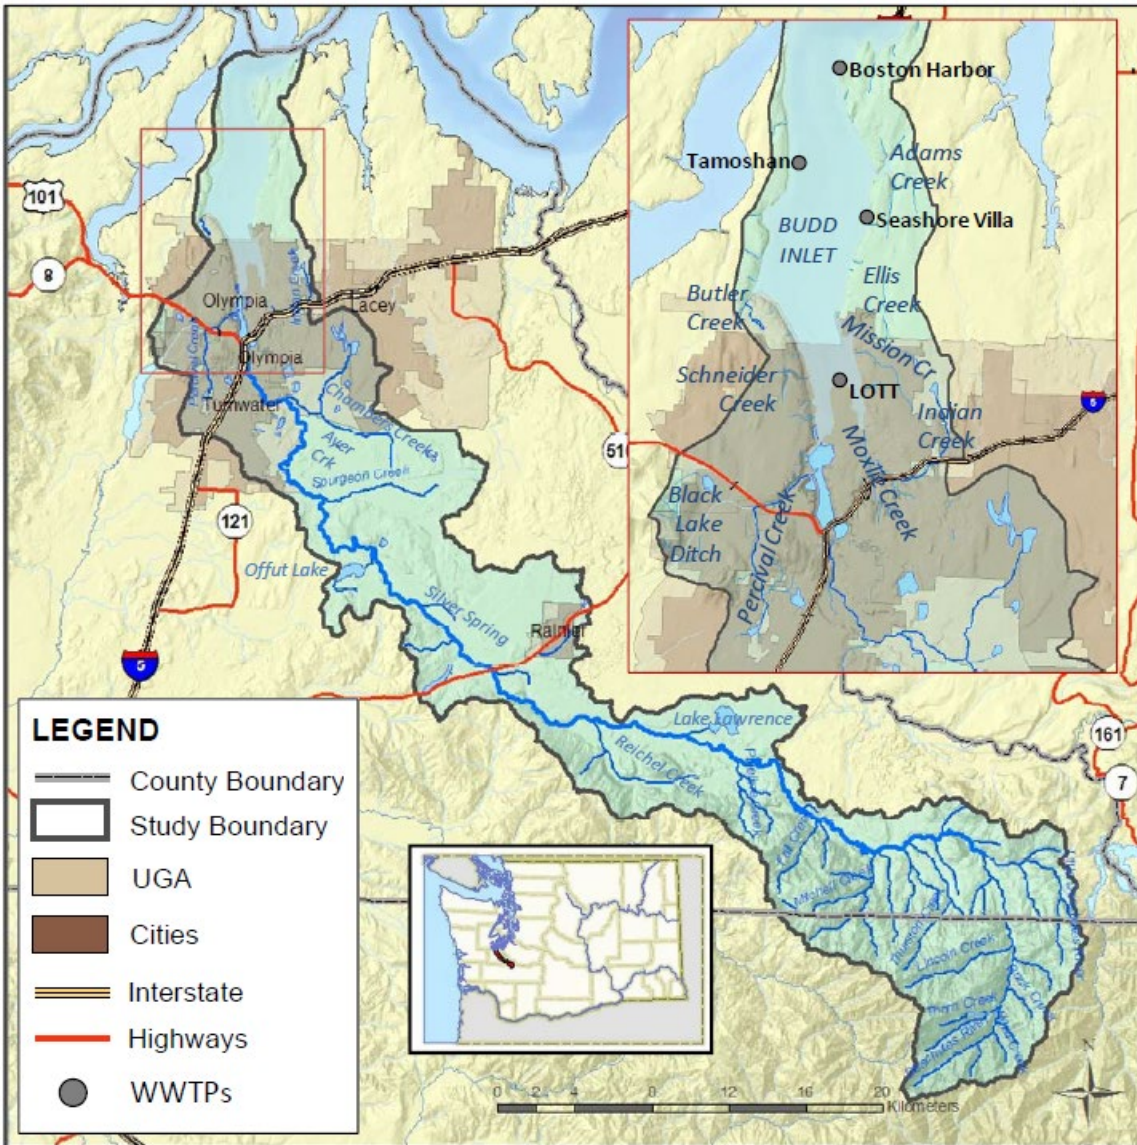 101
8
Olympia
Lacey
Olympia
Tumwater
Chambers Creek
Ayer
Crk
Spurgeon Creek
510
121
Offut Lake
Silver Spring
Rainier
5
Lake Lawrence
Reichel Creek
161
7
Mitchell Creek
Lincoln Creek
Boston Harbor
Tamoshan
Adams
Creek
Seashore Villa
BUDD
INLET
Ellis
Creek
Butler
Creek
Mission Cr
Schneider
Creek
LOTT
Indian
Creek
5
Moxlie Creek
Black
Lake
Ditch
Percival Creek
LEGEND
County Boundary
Study Boundary
UGA
Cities
Interstate
Highways
WWTPs
N
0 2 4 8 12 16 20
Kilometers